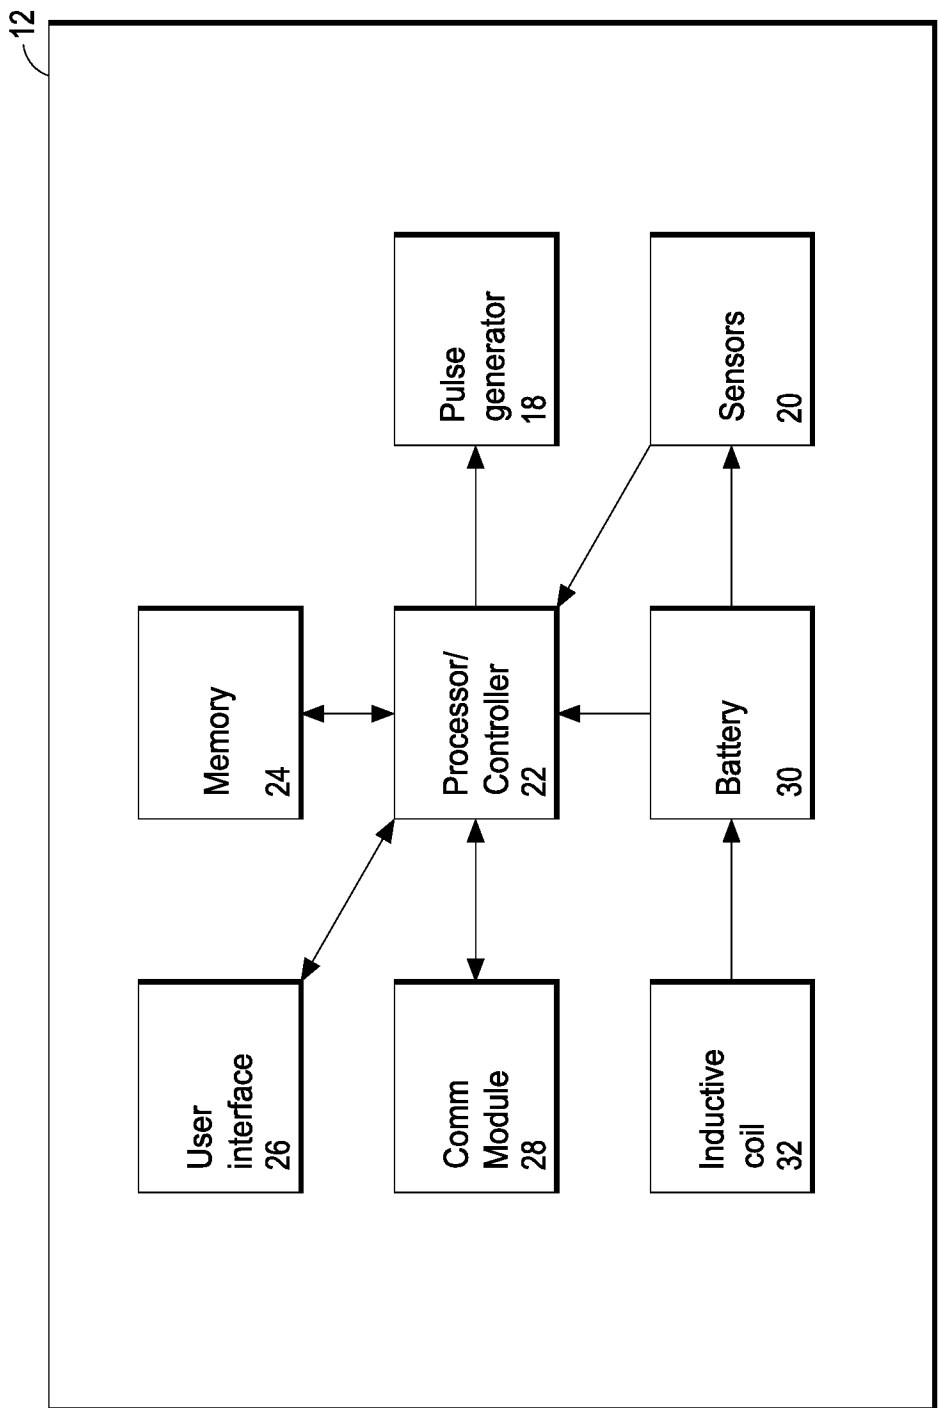 12
User
interface
26
Memory
24
Comm
Module
28
Processor/
Controller
22
Pulse
generator
18
Inductive
coil
32
Battery
30
Sensors
20